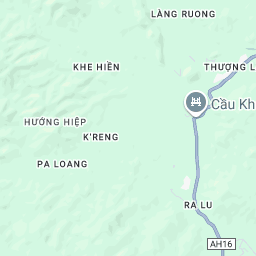 LÀNG RUONG
KHE HIỀN
THƯỢNG L
Cầu Kh
HƯỚNG HIỆP
K'RENG
PA LOANG
RA LU
AH16